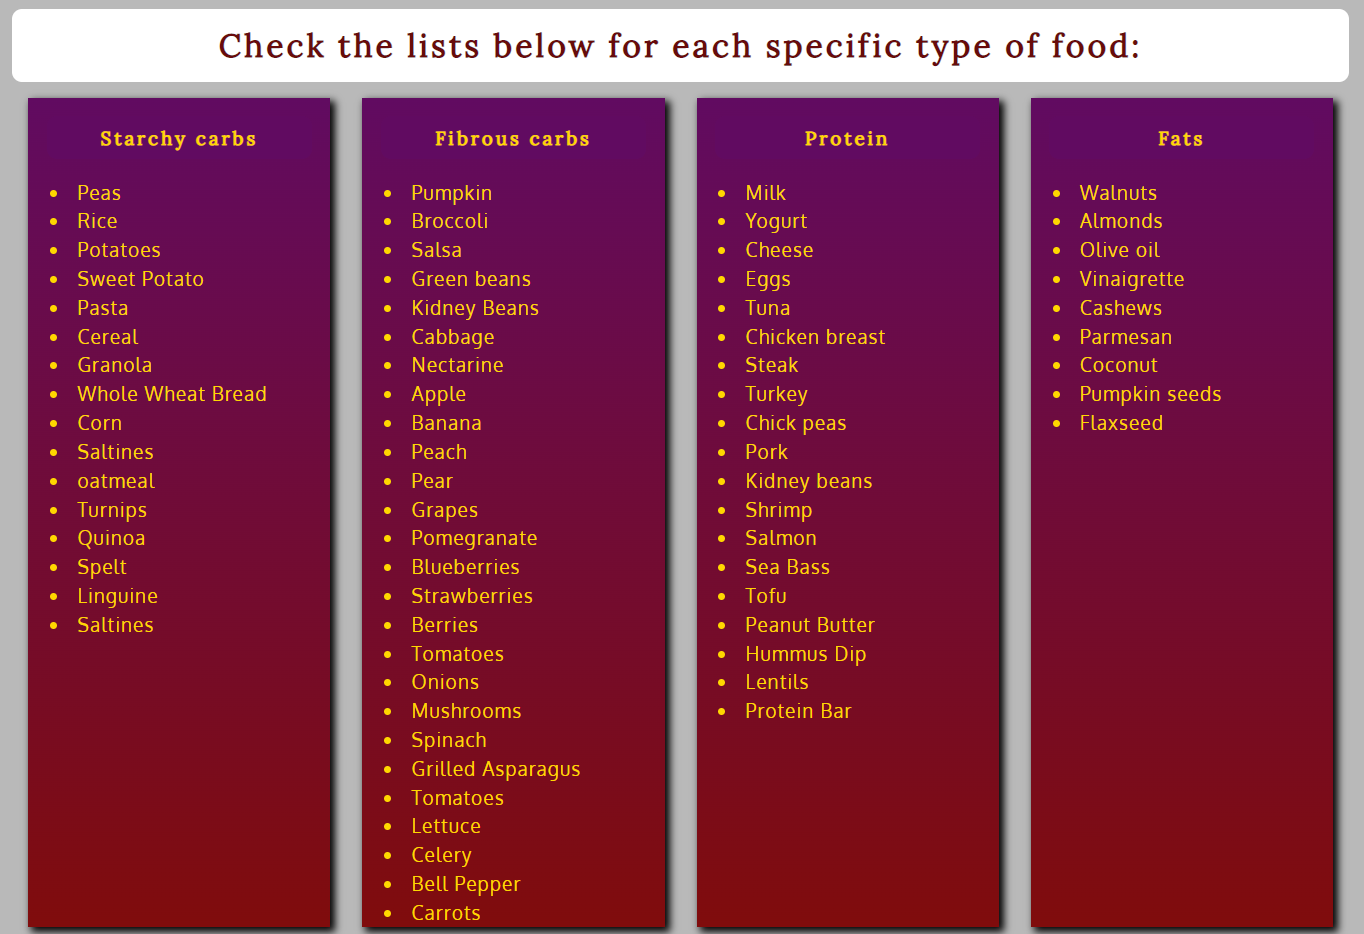 Check the lists below for each specific type of food:
Starchy carbs
Peas
Rice
Potatoes
Sweet Potato
Pasta
Cereal
Granola
Whole Wheat Bread
Corn
Saltines
oatmeal
Turnips
Quinoa
Spelt
Linguine
Saltines
Fibrous carbs
Pumpkin
Broccoli
Salsa
Green beans
Kidney Beans
Cabbage
Nectarine
Apple
Banana
Peach
Pear
Grapes
Pomegranate
Blueberries
Strawberries
Berries
Tomatoes
Onions
Mushrooms
Spinach
Grilled Asparagus
Tomatoes
Lettuce
Celery
Bell Pepper
Carrots
Protein
Milk
Yogurt
Cheese
Eggs
Tuna
Chicken breast
Steak
Turkey
Chick peas
Pork
Kidney beans
Shrimp
Salmon
Sea Bass
Tofu
Peanut Butter
Hummus Dip
Lentils
Protein Bar
Fats
Walnuts
Almonds
Olive oil
Vinaigrette
Cashews
Parmesan
Coconut
Pumpkin seeds
Flaxseed